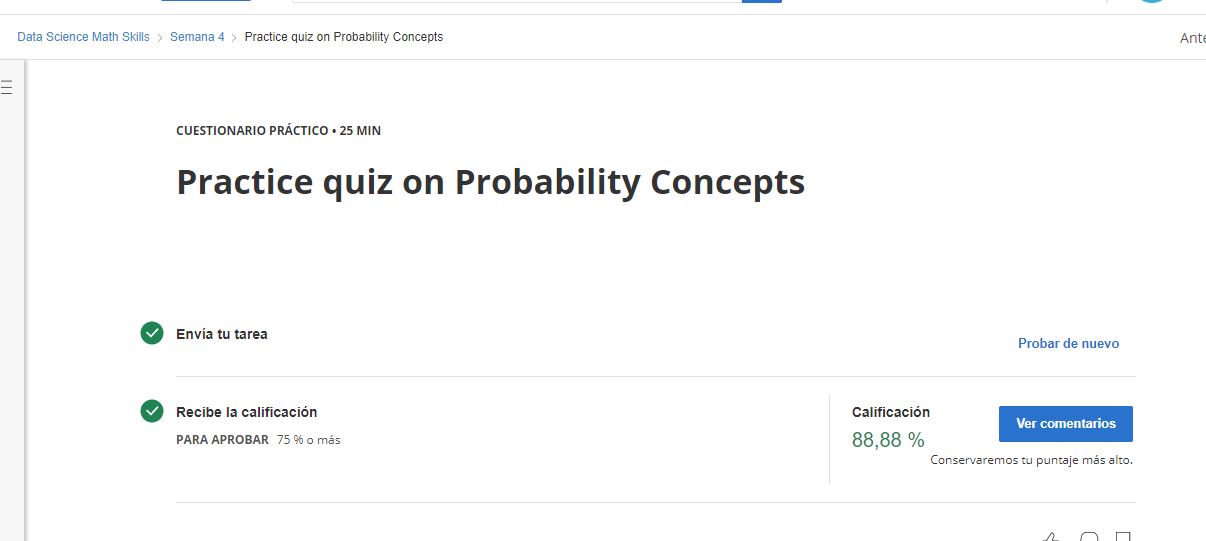 Data Science Math Skills > Semana 4 > Practice quiz on Probability Concepts
CUESTIONARIO PRÁCTICO • 25 MIN
Practice quiz on Probability Concepts
Envía tu tarea
Probar de nuevo
Recibe la calificación
PARA APROBAR 75 % o más
Calificación
88,88 %
Ver comentarios
Conservaremos tu puntaje más alto.